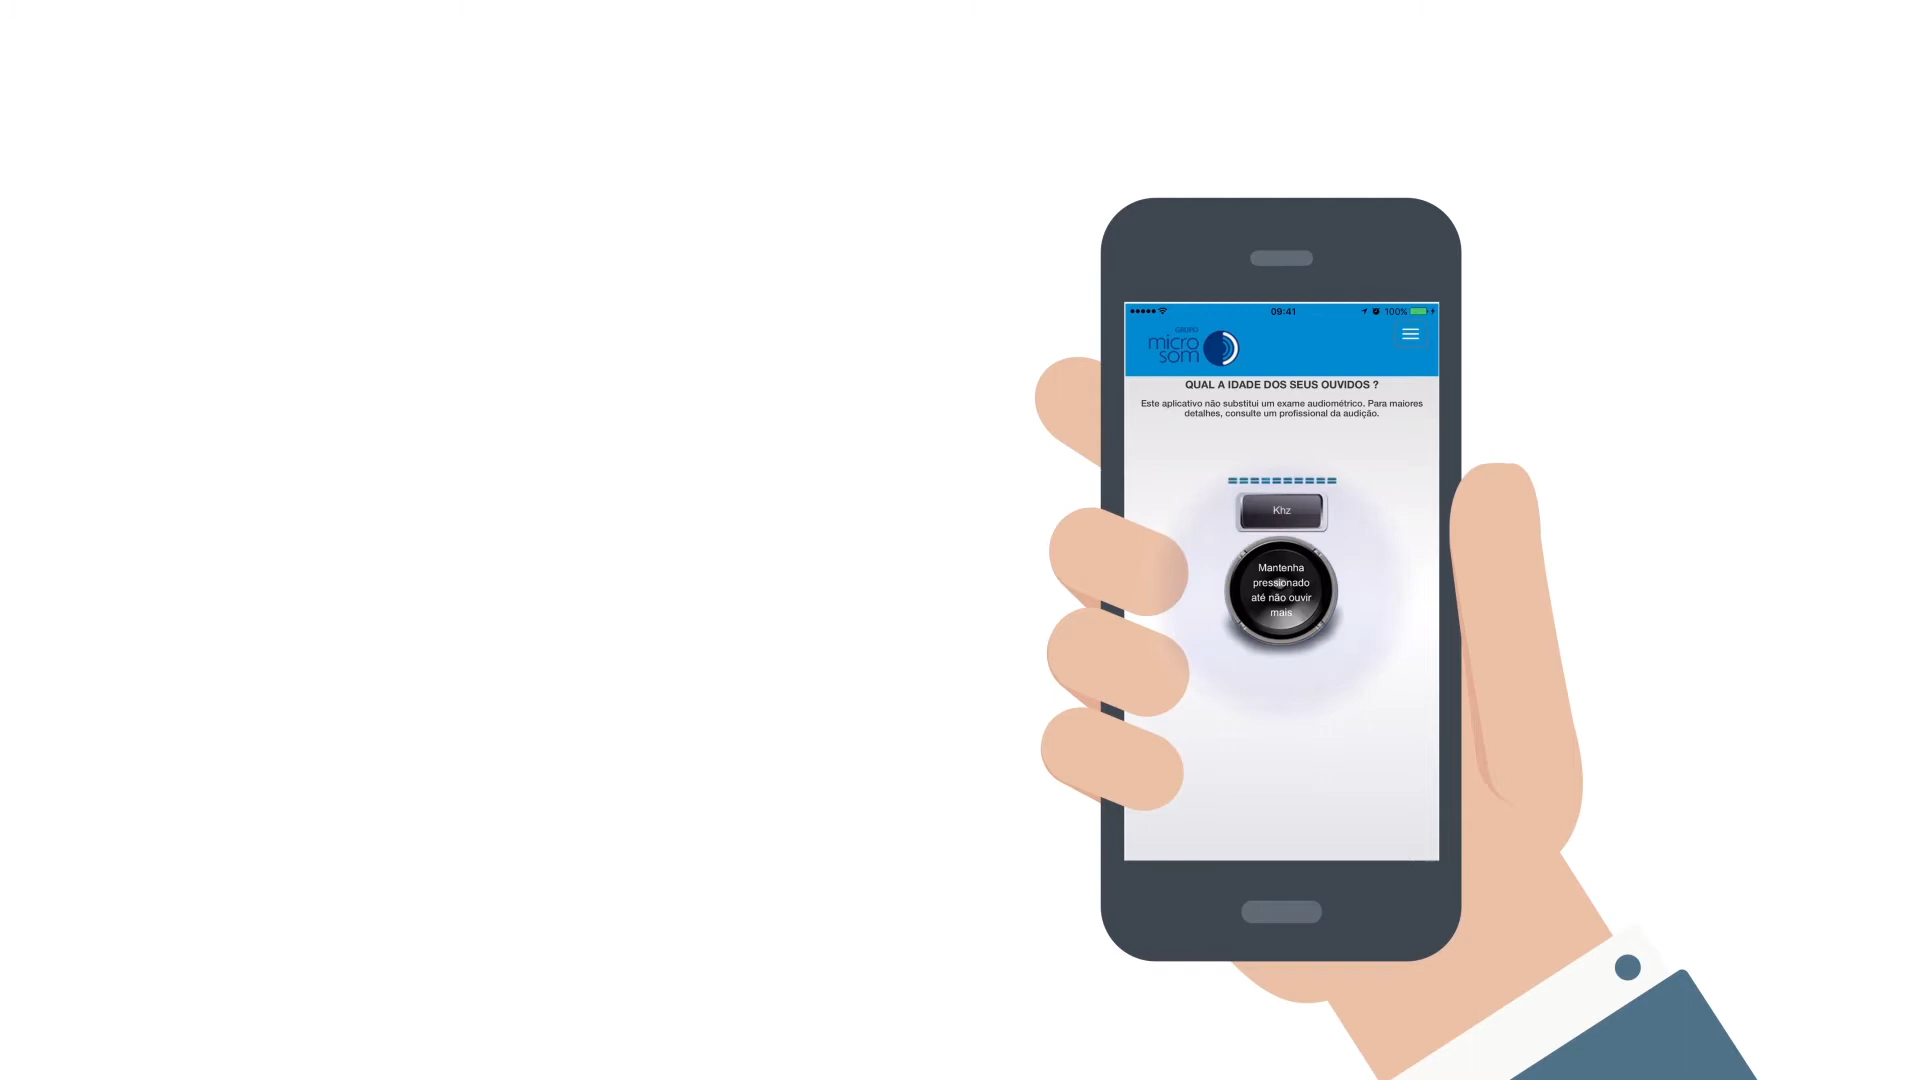 09:41
100%
GRUPO
micro
som
QUAL A IDADE DOS SEUS OUVIDOS ?
Este aplicativo não substitui um exame audiométrico. Para maiores
detalhes, consulte um profissional da audição.
Khz
Mantenha
pressionado
até não ouvir
mais